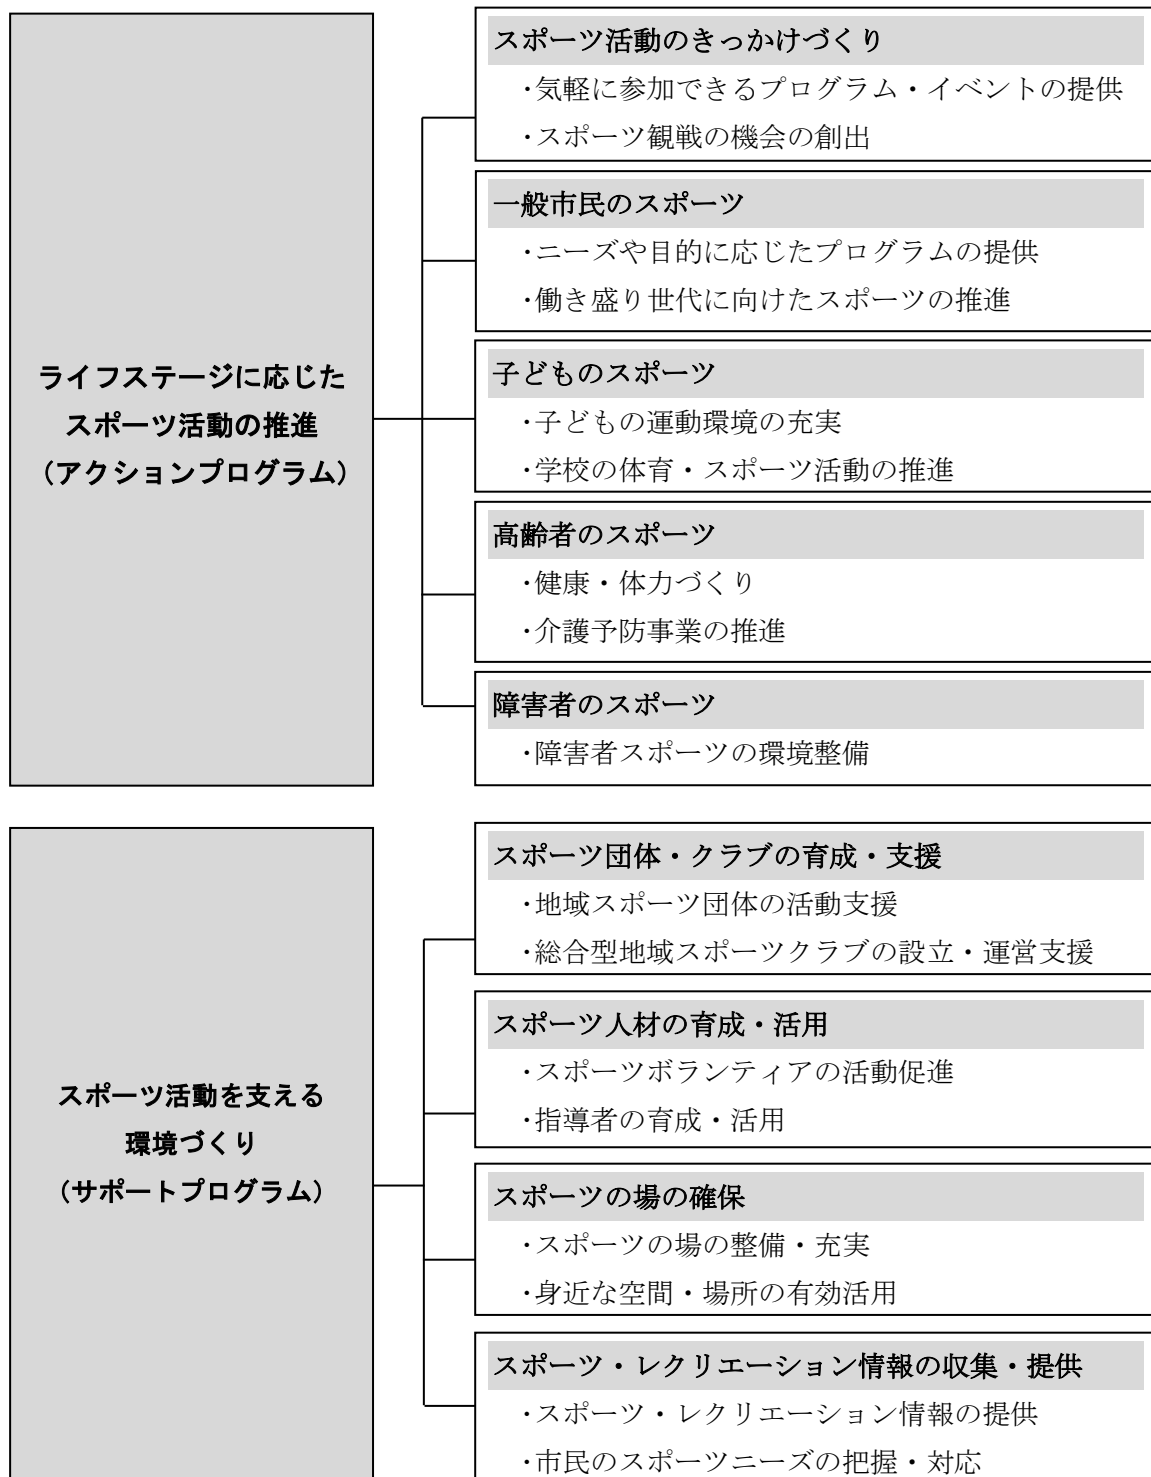 ライフステージに応じた
スポーツ活動の推進
（アクションプログラム）
スポーツ活動のきっかけづくり
・気軽に参加できるプログラム・イベントの提供
・スポーツ観戦の機会の創出
一般市民のスポーツ
・ニーズや目的に応じたプログラムの提供
・働き盛り世代に向けたスポーツの推進
子どものスポーツ
・子どもの運動環境の充実
・学校の体育・スポーツ活動の推進
高齢者のスポーツ
・健康・体力づくり
・介護予防事業の推進
障害者のスポーツ
・障害者スポーツの環境整備
スポーツ活動を支える
環境づくり
（サポートプログラム）
スポーツ団体・クラブの育成・支援
・地域スポーツ団体の活動支援
・総合型地域スポーツクラブの設立・運営支援
スポーツ人材の育成・活用
・スポーツボランティアの活動促進
・指導者の育成・活用
スポーツの場の確保
・スポーツの場の整備・充実
・身近な空間・場所の有効活用
スポーツ・レクリエーション情報の収集・提供
・スポーツ・レクリエーション情報の提供
・市民のスポーツニーズの把握・対応